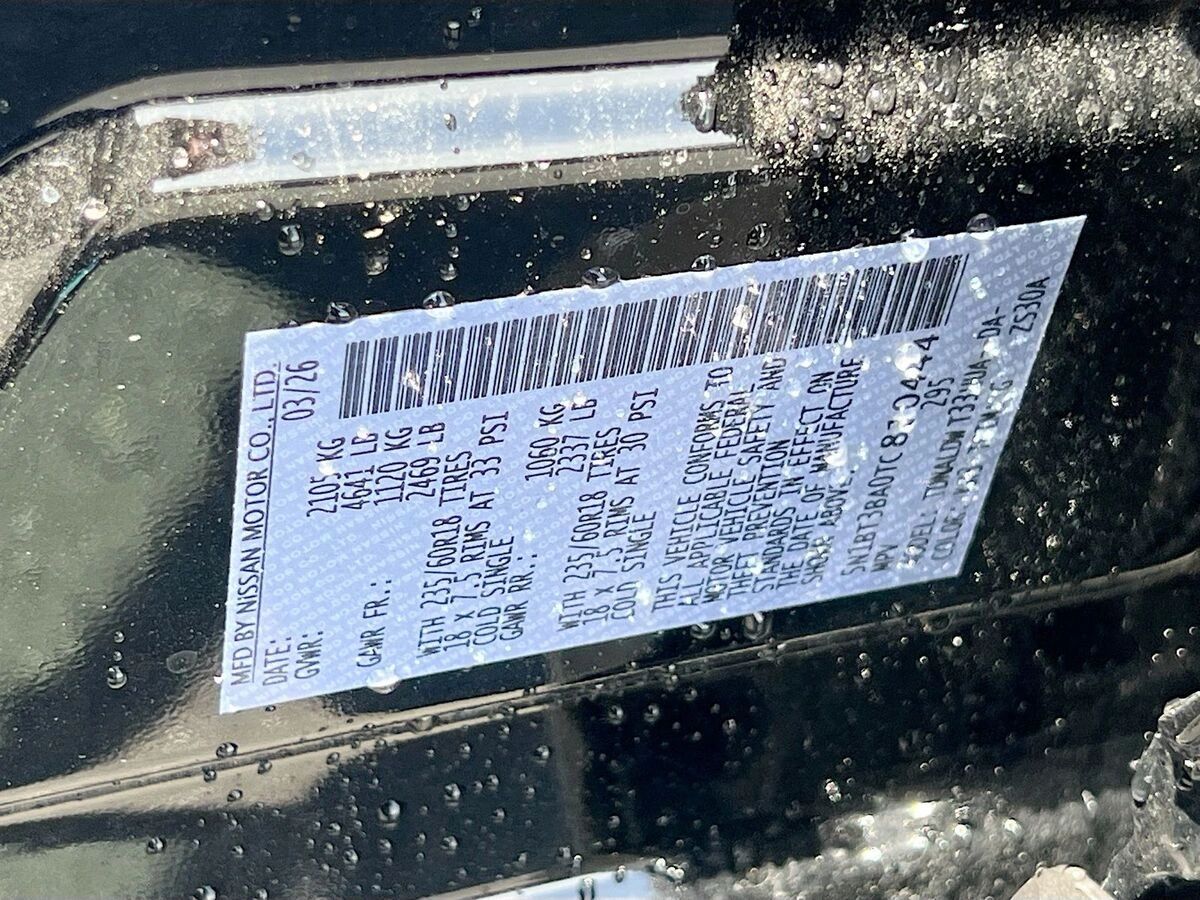 MFD BY NISSAN MOTOR CO., LTD.
DATE: 03/26
GVWR: 2105 KG
4641 LB
GAWR FR.: 1120 KG
2469 LB
WITH 235/60R18 TIRES
18 X 7.5 RIMS AT 33 PSI
COLD SINGLE
GAWR RR.: 1060 KG
2337 LB
WITH 235/60R18 TIRES
18 X 7.5 RIMS AT 30 PSI
COLD SINGLE
THIS VEHICLE CONFORMS TO
ALL APPLICABLE FEDERAL
MOTOR VEHICLE SAFETY AND
THEFT PREVENTION
STANDARDS IN EFFECT ON
THE DATE OF MANUFACTURE
SHOWN ABOVE.
MPV 295
MODEL:
COLOR: ZS30A